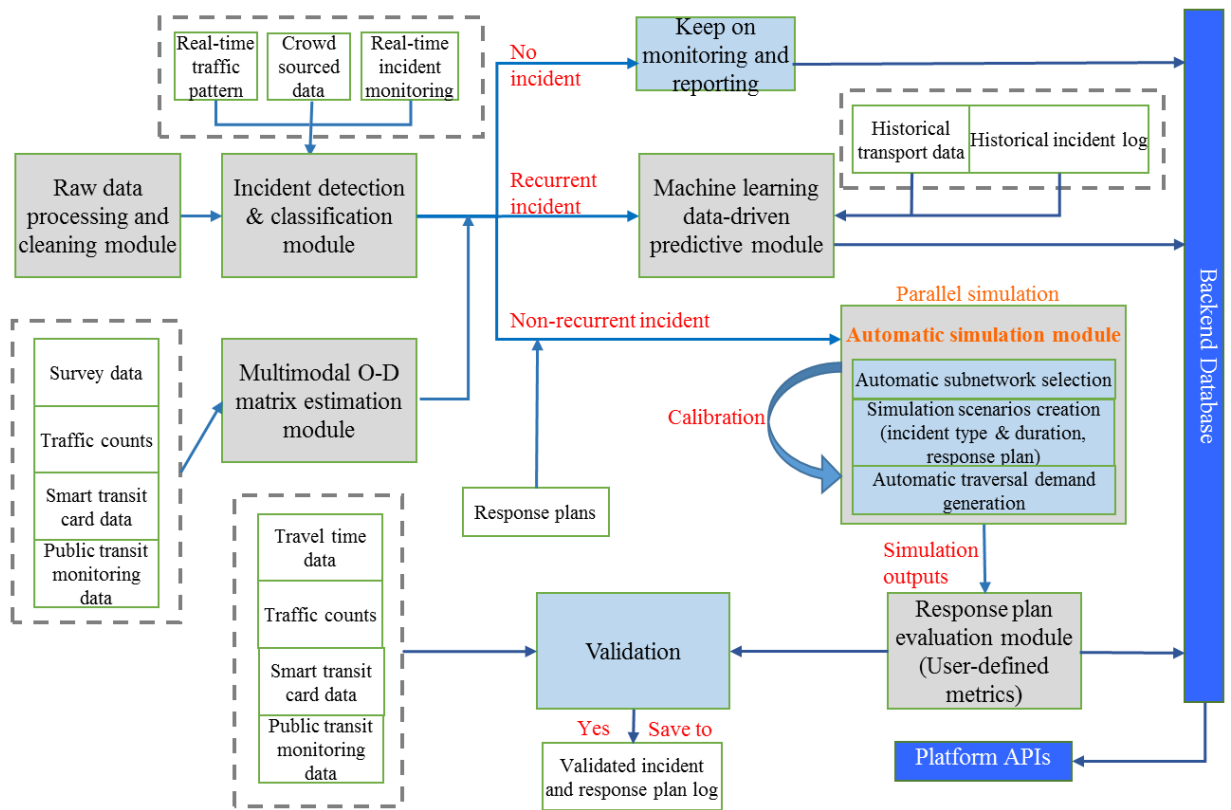 Real-time
traffic
pattern
Crowd
sourced
data
Real-time
incident
monitoring
No
incident
Keep on
monitoring and
reporting
Historical
transport data
Historical incident log
Raw data
processing and
cleaning module
Incident detection
& classification
module
Recurrent
incident
Machine learning
data-driven
predictive module
Backend Database
Parallel simulation
Non-recurrent incident
Automatic simulation module
Automatic subnetwork selection
Simulation scenarios creation
(incident type & duration,
response plan)
Automatic traversal demand
generation
Calibration
Survey data
Traffic counts
Smart transit
card data
Public transit
monitoring data
Multimodal O-D
matrix estimation
module
Response plans
Travel time
data
Traffic counts
Smart transit
card data
Public transit
monitoring data
Validation
Simulation
outputs
Response plan
evaluation module
(User-defined
metrics)
Yes
Save to
Validated incident
and response plan log
Platform APIs